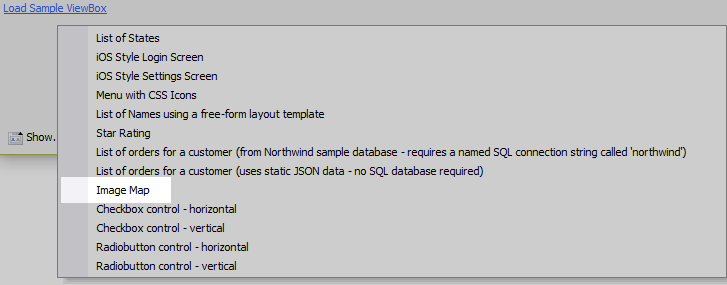 Load Sample ViewBox
List of States
iOS Style Login Screen
iOS Style Settings Screen
Menu with CSS Icons
List of Names using a free-form layout template
Star Rating
Show.
List of orders for a customer (from Northwind sample database - requires a named SQL connection string called 'northwind')
List of orders for a customer (uses static JSON data - no SQL database required)
Image Map
Checkbox control - horizontal
Checkbox control - vertical
Radiobutton control - horizontal
Radiobutton control - vertical